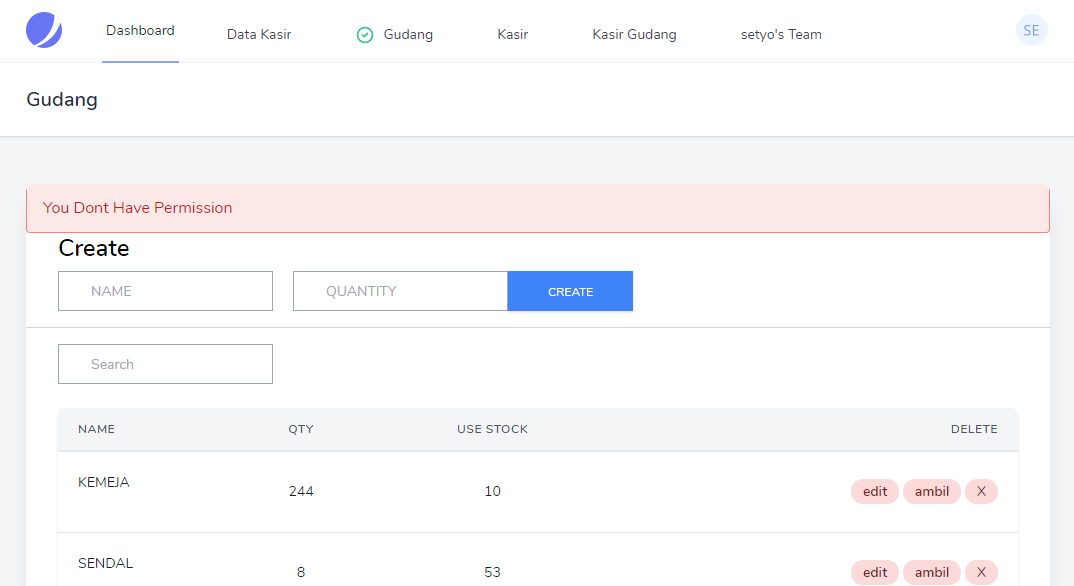 Dashboard Data Kasir Gudang Kasir Kasir Gudang setyo's Team SE
Gudang
You Dont Have Permission
Create
NAME QUANTITY CREATE
Search
NAME QTY USE STOCK DELETE
KEMEJA 244 10 edit ambil X
SENDAL 8 53 edit ambil X